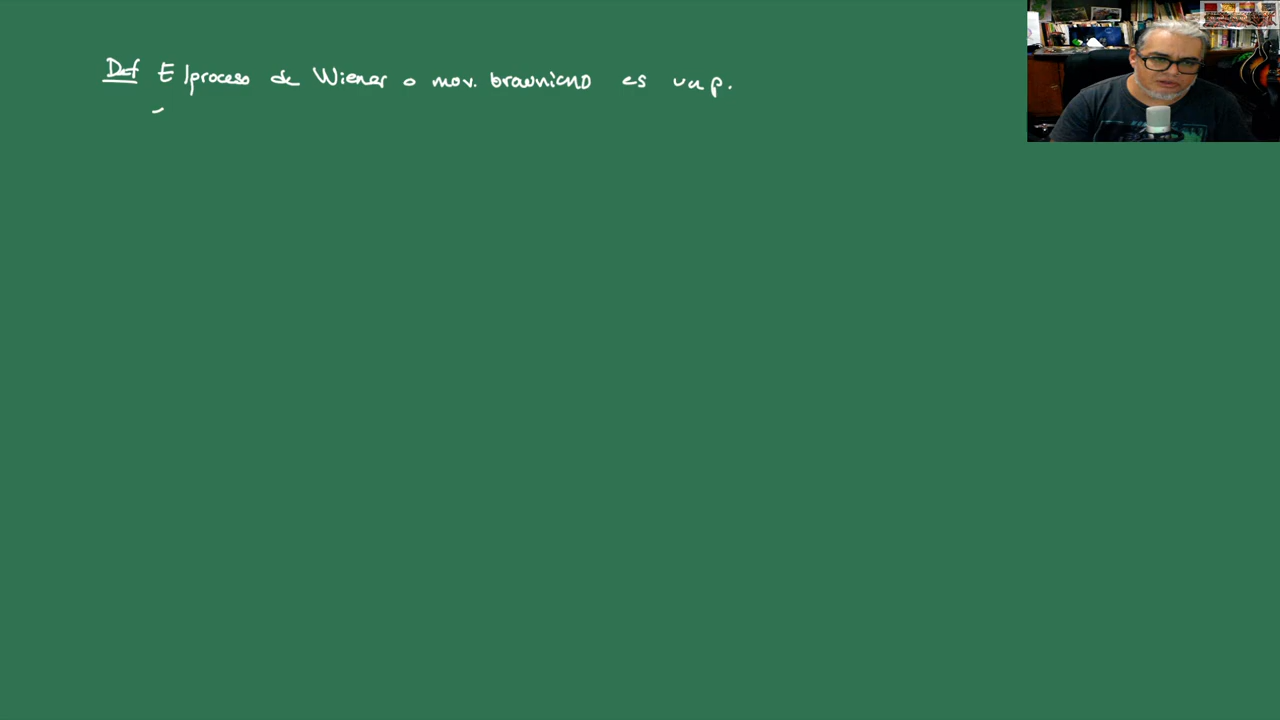 Def El proceso de Wiener o mov. browniano es un p.